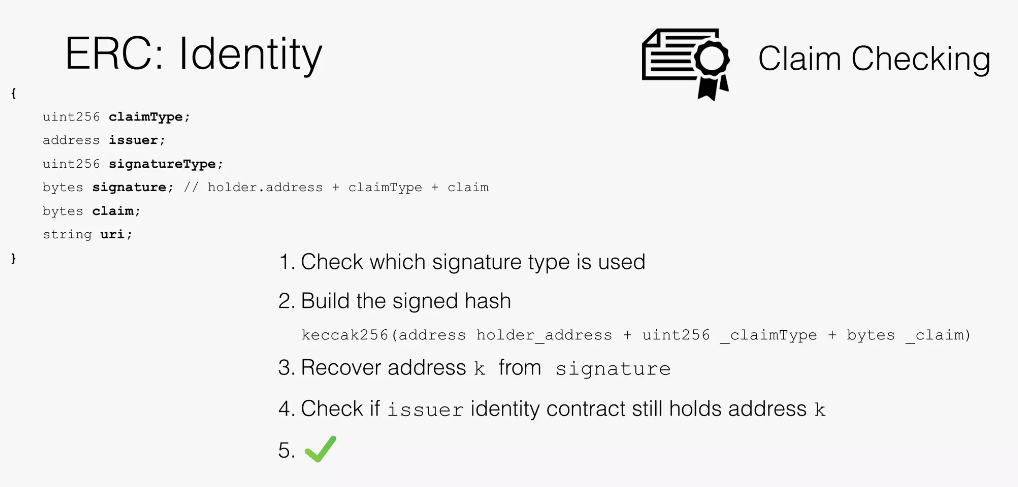 ERC: Identity
Claim Checking
{
uint256 claimType;
address issuer;
uint256 signatureType;
bytes signature; // holder.address + claimType + claim
bytes claim;
string uri;
}
1. Check which signature type is used
2. Build the signed hash
keccak256(address holder_address + uint256 _claimType + bytes _claim)
3. Recover address k from signature
4. Check if issuer identity contract still holds address k
5.